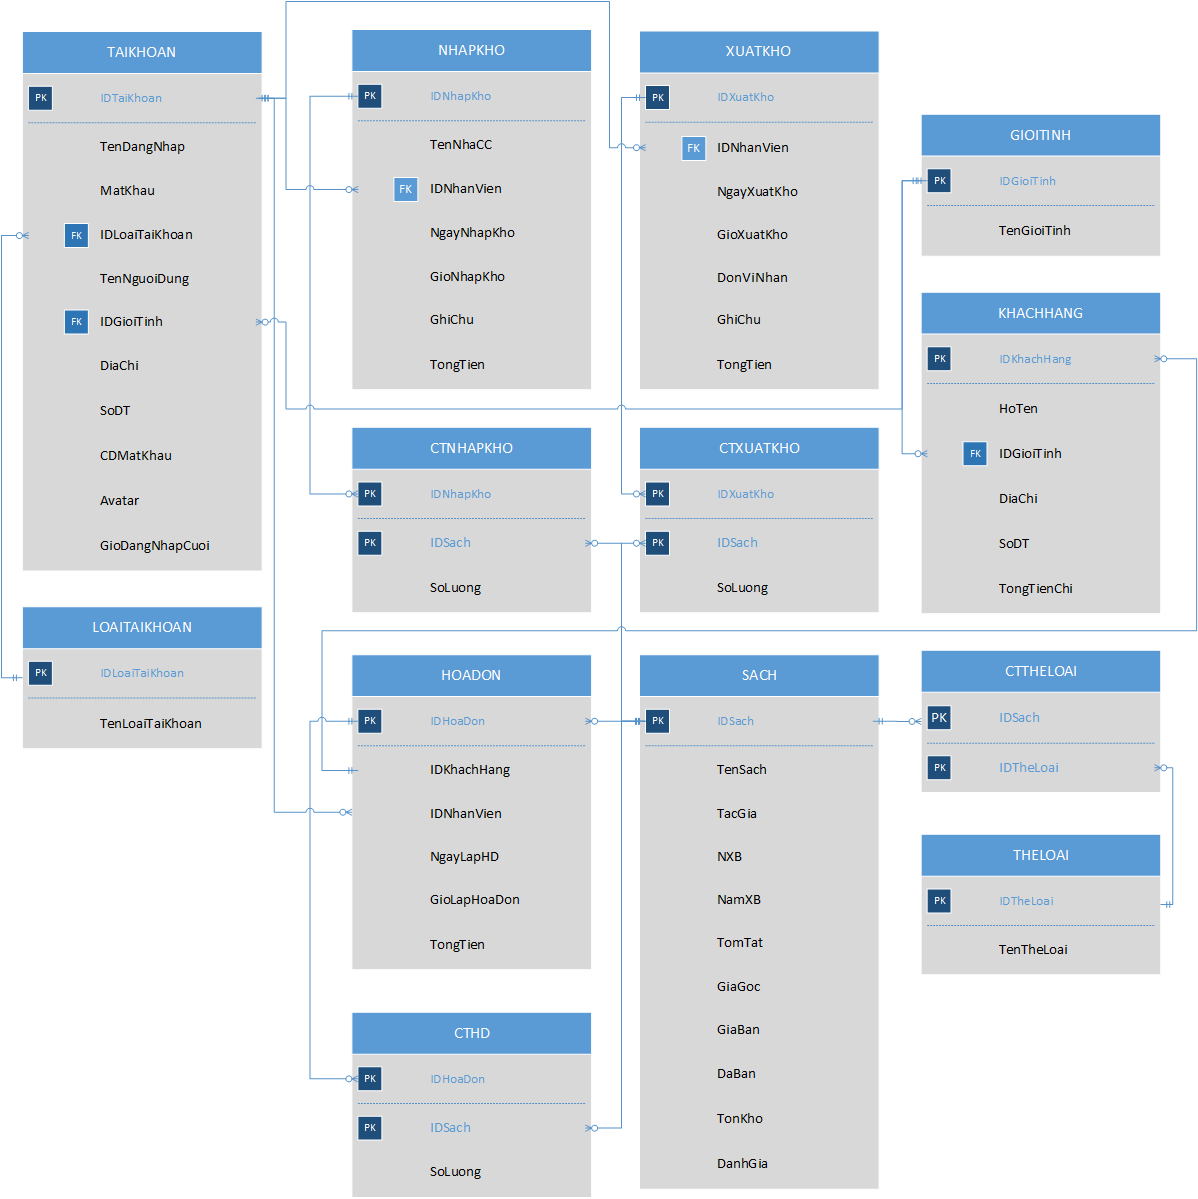 TAIKHOAN
PK IDTaiKhoan
TenDangNhap
MatKhau
FK IDLoaiTaiKhoan
TenNguoiDung
FK IDGioiTinh
DiaChi
SoDT
CDMatKhau
Avatar
GioDangNhapCuoi
NHAPKHO
PK IDNhapKho
TenNhaCC
FK IDNhanVien
NgayNhapKho
GioNhapKho
GhiChu
TongTien
XUATKHO
PK IDXuatKho
FK IDNhanVien
NgayXuatKho
GioXuatKho
DonViNhan
GhiChu
TongTien
GIOITINH
PK IDGioiTinh
TenGioiTinh
KHACHHANG
PK IDKhachHang
HoTen
FK IDGioiTinh
DiaChi
SoDT
TongTienChi
CTNHAPKHO
PK IDNhapKho
PK IDSach
SoLuong
CTXUATKHO
PK IDXuatKho
PK IDSach
SoLuong
LOAITAIKHOAN
PK IDLoaiTaiKhoan
TenLoaiTaiKhoan
HOADON
PK IDHoaDon
IDKhachHang
IDNhanVien
NgayLapHD
GioLapHoaDon
TongTien
SACH
PK IDSach
TenSach
TacGia
NXB
NamXB
TomTat
GiaGoc
GiaBan
DaBan
TonKho
DanhGia
CTTHELOAI
PK IDSach
PK IDTheLoai
THELOAI
PK IDTheLoai
TenTheLoai
CTHD
PK IDHoaDon
PK IDSach
SoLuong